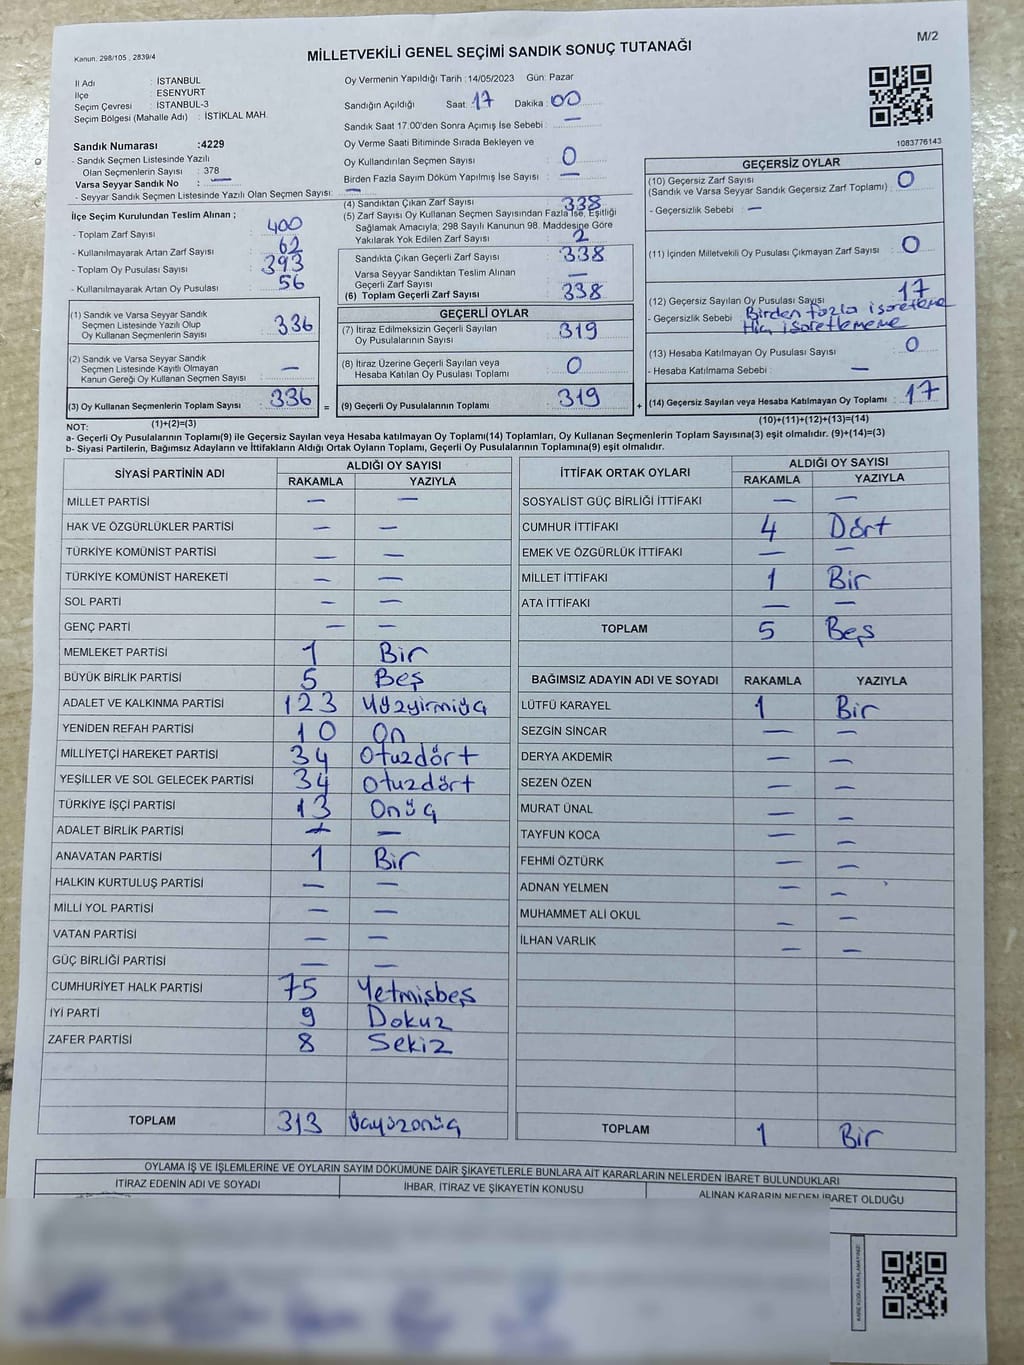 M/2
Kanun. 298/105 , 2839/4
MİLLETVEKİLİ GENEL SEÇİMİ SANDIK SONUÇ TUTANAĞI
İl Adı : İSTANBUL
İlçe : ESENYURT
Seçim Çevresi : İSTANBUL-3
Seçim Bölgesi (Mahalle Adı) : İSTİKLAL MAH.
Sandık Numarası :4229
- Sandık Seçmen Listesinde Yazılı
Olan Seçmenlerin Sayısı : 378
Varsa Seyyar Sandık No : —
- Seyyar Sandık Seçmen Listesinde Yazılı Olan Seçmen Sayısı: —
İlçe Seçim Kurulundan Teslim Alınan ;
- Toplam Zarf Sayısı : 400
- Kullanılmayarak Artan Zarf Sayısı : 62
- Toplam Oy Pusulası Sayısı : 393
- Kullanılmayarak Artan Oy Pusulası : 56
(1) Sandık ve Varsa Seyyar Sandık
Seçmen Listesinde Yazılı Olup
Oy Kullanan Seçmenlerin Sayısı : 336
(2) Sandık ve Varsa Seyyar Sandık
Seçmen Listesinde Kayıtlı Olmayan
Kanun Gereği Oy Kullanan Seçmen Sayısı : —
(3) Oy Kullanan Seçmenlerin Toplam Sayısı : 336
(1)+(2)=(3)
Oy Vermenin Yapıldığı Tarih : 14/05/2023 Gün: Pazar
Sandığın Açıldığı Saat : 17 Dakika : 00
Sandık Saat 17:00'den Sonra Açımış İse Sebebi : —
Oy Verme Saati Bitiminde Sırada Bekleyen ve
Oy Kullandırılan Seçmen Sayısı : 0
Birden Fazla Sayım Döküm Yapılmış İse Sayısı : —
(4) Sandıktan Çıkan Zarf Sayısı : 338
(5) Zarf Sayısı Oy Kullanan Seçmen Sayısından Fazla İse, Eşitliği
Sağlamak Amacıyla, 298 Sayılı Kanunun 98. Maddesine Göre
Yakılarak Yok Edilen Zarf Sayısı : 2
Sandıkta Çıkan Geçerli Zarf Sayısı : 338
Varsa Seyyar Sandıktan Teslim Alınan
Geçerli Zarf Sayısı : —
(6) Toplam Geçerli Zarf Sayısı : 338
GEÇERLİ OYLAR
(7) İtiraz Edilmeksizin Geçerli Sayılan
Oy Pusulalarının Sayısı : 319
(8) İtiraz Üzerine Geçerli Sayılan veya
Hesaba Katılan Oy Pusulası Toplamı : 0
= (9) Geçerli Oy Pusulalarının Toplamı : 319 +
1083776143
GEÇERSİZ OYLAR
(10) Geçersiz Zarf Sayısı : 0
(Sandık ve Varsa Seyyar Sandık Geçersiz Zarf Toplamı)
- Geçersizlik Sebebi : —
(11) İçinden Milletvekili Oy Pusulası Çıkmayan Zarf Sayısı : 0
(12) Geçersiz Sayılan Oy Pusulası Sayısı : 17
- Geçersizlik Sebebi : Birden fazla işaretleme
Hiç işaretlememe
(13) Hesaba Katılmayan Oy Pusulası Sayısı : 0
- Hesaba Katılmama Sebebi : —
(14) Geçersiz Sayılan veya Hesaba Katılmayan Oy Toplamı : 17
(10)+(11)+(12)+(13)=(14)
NOT:
a- Geçerli Oy Pusulalarının Toplamı(9) ile Geçersiz Sayılan veya Hesaba katılmayan Oy Toplamı(14) Toplamları, Oy Kullanan Seçmenlerin Toplam Sayısına(3) eşit olmalıdır. (9)+(14)=(3)
b- Siyasi Partilerin, Bağımsız Adayların ve İttifakların Aldığı Ortak Oyların Toplamı, Geçerli Oy Pusulalarının Toplamına(9) eşit olmalıdır.
SİYASİ PARTİNİN ADI ALDIĞI OY SAYISI
RAKAMLA YAZIYLA
MİLLET PARTİSİ — —
HAK VE ÖZGÜRLÜKLER PARTİSİ — —
TÜRKİYE KOMÜNİST PARTİSİ — —
TÜRKİYE KOMÜNİST HAREKETİ — —
SOL PARTİ — —
GENÇ PARTİ — —
MEMLEKET PARTİSİ 1 Bir
BÜYÜK BİRLİK PARTİSİ 5 Beş
ADALET VE KALKINMA PARTİSİ 123 Yüzyirmiüç
YENİDEN REFAH PARTİSİ 10 On
MİLLİYETÇİ HAREKET PARTİSİ 34 Otuzdört
YEŞİLLER VE SOL GELECEK PARTİSİ 34 Otuzdört
TÜRKİYE İŞÇİ PARTİSİ 13 Onüç
ADALET BİRLİK PARTİSİ — —
ANAVATAN PARTİSİ 1 Bir
HALKIN KURTULUŞ PARTİSİ — —
MİLLİ YOL PARTİSİ — —
VATAN PARTİSİ — —
GÜÇ BİRLİĞİ PARTİSİ — —
CUMHURİYET HALK PARTİSİ 75 Yetmişbeş
İYİ PARTİ 9 Dokuz
ZAFER PARTİSİ 8 Sekiz
TOPLAM 313 Üçyüzonüç
İTTİFAK ORTAK OYLARI ALDIĞI OY SAYISI
RAKAMLA YAZIYLA
SOSYALİST GÜÇ BİRLİĞİ İTTİFAKI — —
CUMHUR İTTİFAKI 4 Dört
EMEK VE ÖZGÜRLÜK İTTİFAKI — —
MİLLET İTTİFAKI 1 Bir
ATA İTTİFAKI — —
TOPLAM 5 Beş
BAĞIMSIZ ADAYIN ADI VE SOYADI RAKAMLA YAZIYLA
LÜTFÜ KARAYEL 1 Bir
SEZGİN SİNCAR — —
DERYA AKDEMİR — —
SEZEN ÖZEN — —
MURAT ÜNAL — —
TAYFUN KOCA — —
FEHMİ ÖZTÜRK — —
ADNAN YELMEN — —
MUHAMMET ALİ OKUL — —
İLHAN VARLIK — —
TOPLAM 1 Bir
OYLAMA İŞ VE İŞLEMLERİNE VE OYLARIN SAYIM DÖKÜMÜNE DAİR ŞİKAYETLERLE BUNLARA AİT KARARLARIN NELERDEN İBARET BULUNDUKLARI
İTİRAZ EDENİN ADI VE SOYADI İHBAR, İTİRAZ VE ŞİKAYETİN KONUSU ALINAN KARARIN NEDEN İBARET OLDUĞU
KARE KODU KARALAMAYINIZ!